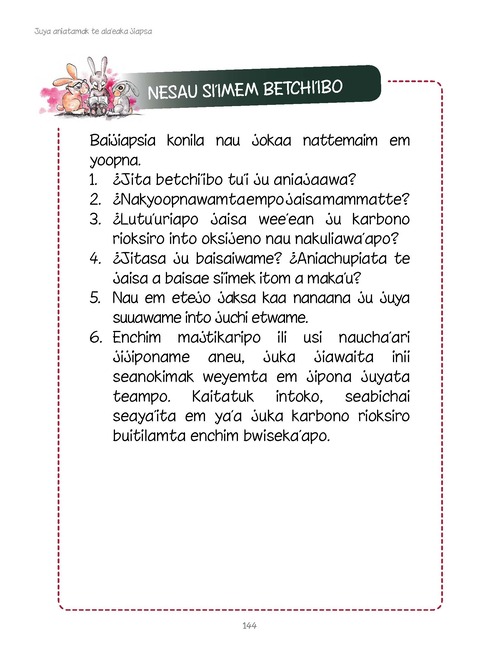 Juya aniatamak te ala'eaka Jiapsa
NESAU SI'IMEM BETCHI'IBO
Baijiapsia konila nau jokaa nattemaim em
yoopna.
1. ¿Jita betchi'ibo tu'i ju aniajaawa?
2. ¿Nakyoopnawamta empo jaisa mammatte?
3. ¿Lutu'uriapo jaisa wee'ean ju karbono
rioksiro into oksijeno nau nakuliawa'apo?
4. ¿Jitasa ju baisaiwame? ¿Aniachupiata te
jaisa a baisae si'imek itom a maka'u?
5. Nau em etejo jaksa kaa nanaana ju juya
suuawame into juchi etwame.
6. Enchim majtikaripo ili usi naucha'ari
jijiponame aneu, juka jiawaita inii
seanokimak weyemta em jipona juyata
teampo. Kaitatuk intoko, seabichai
seaya'ita em ya'a juka karbono rioksiro
buitilamta enchim bwiseka'apo.
144